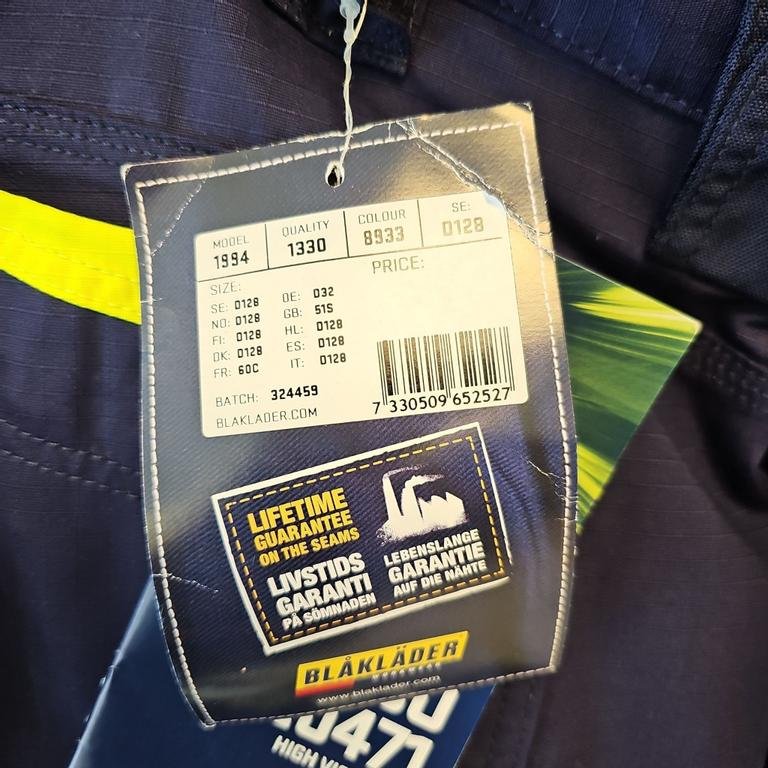 MODEL QUALITY COLOUR SE:
1994 1330 8933 D128
SIZE: PRICE:
SE: D128 DE: D32
NO: D128 GB: 51S
FI: D128 HL: D128
DK: D128 ES: D128
FR: 60C IT: D128
BATCH: 324459
BLAKLADER.COM
7 330509 652527
LIFETIME
GUARANTEE
ON THE SEAMS
LIVSTIDS
GARANTI
PÅ SÖMNADEN
LEBENSLANGE
GARANTIE
AUF DIE NÄHTE
BLÅKLÄDER
WORKWEAR
www.blaklader.com
0471
HIGH